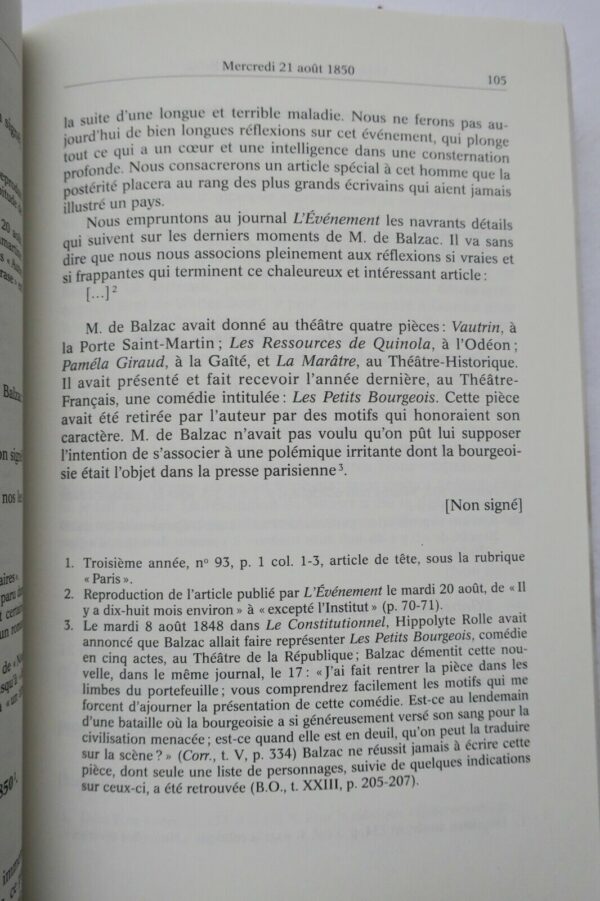 Mercredi 21 août 1850
105
la suite d'une longue et terrible maladie. Nous ne ferons pas au-
jourd'hui de bien longues réflexions sur cet événement, qui plonge
tout ce qui a un cœur et une intelligence dans une consternation
profonde. Nous consacrerons un article spécial à cet homme que la
postérité placera au rang des plus grands écrivains qui aient jamais
illustré un pays.
Nous empruntons au journal L'Événement les navrants détails
qui suivent sur les derniers moments de M. de Balzac. Il va sans
dire que nous nous associons pleinement aux réflexions si vraies et
si frappantes qui terminent ce chaleureux et intéressant article :
[...]²
M. de Balzac avait donné au théâtre quatre pièces : Vautrin, à
la Porte Saint-Martin ; Les Ressources de Quinola, à l'Odéon ;
Paméla Giraud, à la Gaîté, et La Marâtre, au Théâtre-Historique.
Il avait présenté et fait recevoir l'année dernière, au Théâtre-
Français, une comédie intitulée : Les Petits Bourgeois. Cette pièce
avait été retirée par l'auteur par des motifs qui honoraient son
caractère. M. de Balzac n'avait pas voulu qu'on pût lui supposer
l'intention de s'associer à une polémique irritante dont la bourgeoi-
sie était l'objet dans la presse parisienne³.
[Non signé]
1. Troisième année, n° 93, p. 1 col. 1-3, article de tête, sous la rubrique
« Paris ».
2. Reproduction de l'article publié par L'Événement le mardi 20 août, de « Il
y a dix-huit mois environ » à « excepté l'Institut » (p. 70-71).
3. Le mardi 8 août 1848 dans Le Constitutionnel, Hippolyte Rolle avait
annoncé que Balzac allait faire représenter Les Petits Bourgeois, comédie
en cinq actes, au Théâtre de la République ; Balzac démentit cette nou-
velle, dans le même journal, le 17 : « J'ai fait rentrer la pièce dans les
limbes du portefeuille ; vous comprendrez facilement les motifs qui me
forcent d'ajourner la présentation de cette comédie. Est-ce au lendemain
d'une bataille où la bourgeoisie a si généreusement versé son sang pour la
civilisation menacée ; est-ce quand elle est en deuil, qu'on peut la traduire
sur la scène ? » (Corr., t. V, p. 334) Balzac ne réussit jamais à écrire cette
pièce, dont seule une liste de personnages, suivie de quelques indications
sur ceux-ci, a été retrouvée (B.O., t. XXIII, p. 205-207).